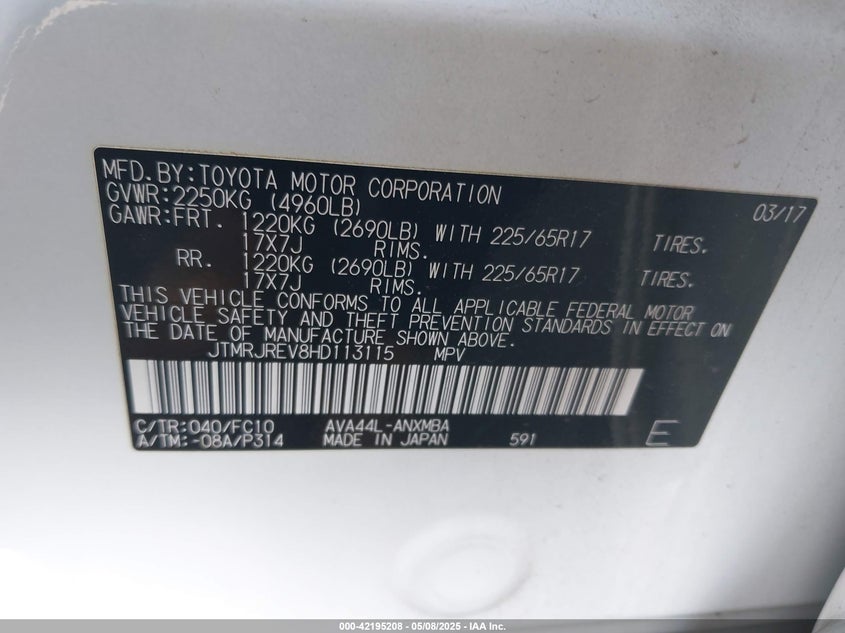 MFD.BY:TOYOTA MOTOR CORPORATION 03/17
GVWR:2250KG (4960LB)
GAWR:FRT. 1220KG (2690LB) WITH 225/65R17 TIRES.
17X7J RIMS.
RR. 1220KG (2690LB) WITH 225/65R17 TIRES.
17X7J RIMS.
THIS VEHICLE CONFORMS TO ALL APPLICABLE FEDERAL MOTOR
VEHICLE SAFETY AND THEFT PREVENTION STANDARDS IN EFFECT ON
THE DATE OF MANUFACTURE SHOWN ABOVE.
JTMRJREV8HD113115 MPV
C/TR:040/FC10 AVA44L-ANXMBA
A/TM:-08A/P314 MADE IN JAPAN 591 E
000-42195208 - 05/08/2025 - IAA Inc.